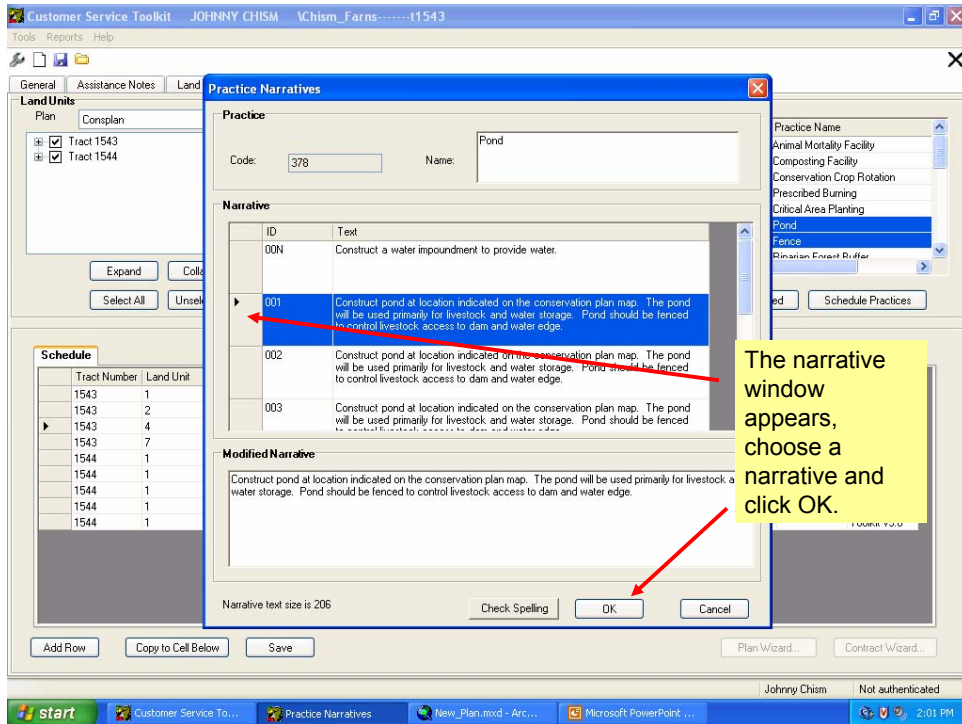 Customer Service Toolkit JOHNNY CHISM \Chism_Farns-------t1543
Tools Reports Help
General Assistance Notes Land
Land Units
Plan Consplan
Tract 1543
Tract 1544
Expand Colla
Select All Unsel
Practice Narratives
Practice
Code: 378 Name: Pond
Narrative
ID Text
00N Construct a water impoundment to provide water.
001 Construct pond at location indicated on the conservation plan map. The pond
will be used primarily for livestock and water storage. Pond should be fenced
to control livestock access to dam and water edge.
002 Construct pond at location indicated on the conservation plan map. The pond
will be used primarily for livestock and water storage. Pond should be fenced
to control livestock access to dam and water edge.
003 Construct pond at location indicated on the conservation plan map. The pond
will be used primarily for livestock and water storage. Pond should be fenced
Modified Narrative
Construct pond at location indicated on the conservation plan map. The pond will be used primarily for livestock a
water storage. Pond should be fenced to control livestock access to dam and water edge.
Narrative text size is 206
Check Spelling OK Cancel
Practice Name
Animal Mortality Facility
Composting Facility
Conservation Crop Rotation
Prescribed Burning
Critical Area Planting
Pond
Fence
Riparian Forest Buffer
ed Schedule Practices
The narrative
window
appears,
choose a
narrative and
click OK.
Schedule
Tract Number Land Unit
1543 1
1543 2
1543 4
1543 7
1544 1
1544 1
1544 1
1544 1
1544 1
Add Row Copy to Cell Below Save
Plan Wizard... Contract Wizard...
Johnny Chism Not authenticated
start Customer Service To... Practice Narratives New_Plan.mxd - Arc... Microsoft PowerPoint ... 2:01 PM